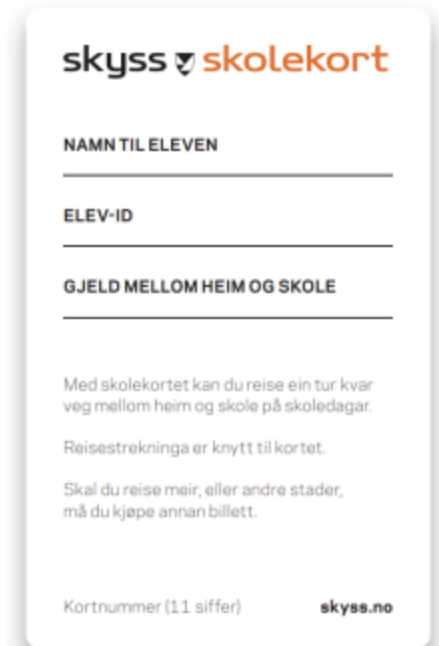 skyss skolekort
NAMN TIL ELEVEN
ELEV-ID
GJELD MELLOM HEIM OG SKOLE
Med skolekortet kan du reise ein tur kvar
veg mellom heim og skole på skoledagar.
Reisestrekninga er knytt til kortet.
Skal du reise meir, eller andre stader,
må du kjøpe annan billett.
Kortnummer (11 siffer) skyss.no